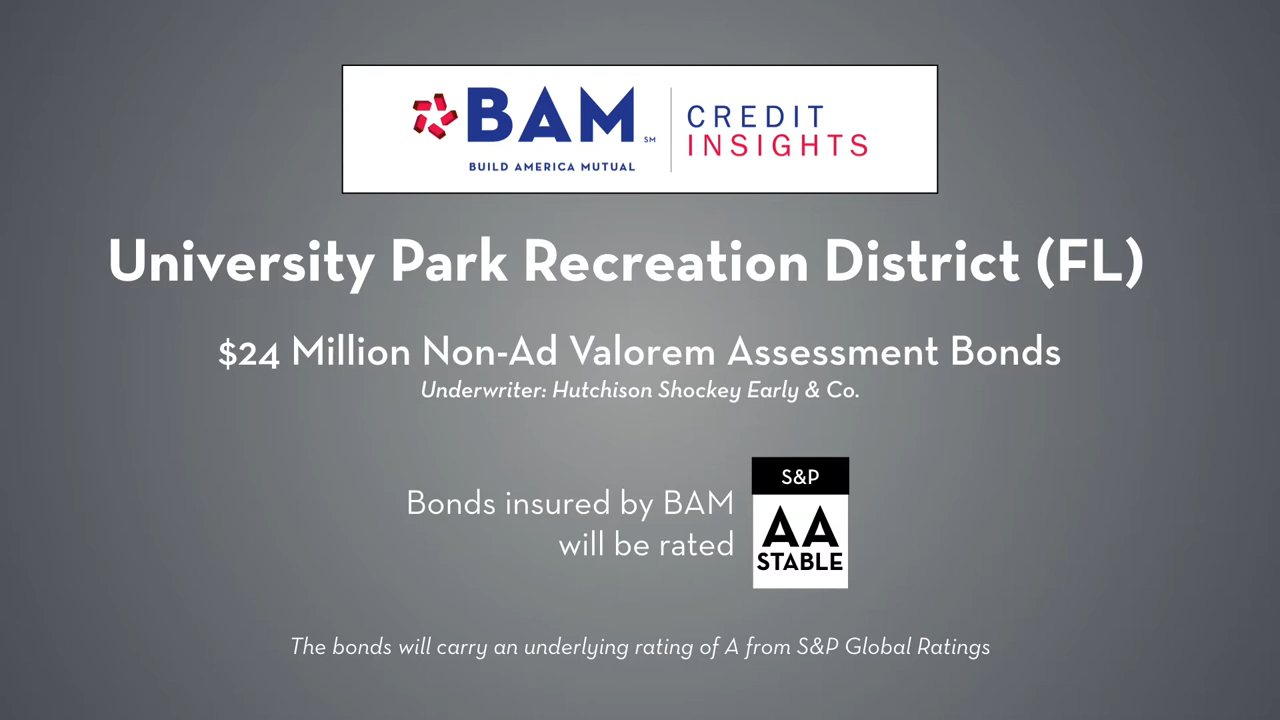 BAM SM
BUILD AMERICA MUTUAL
CREDIT
INSIGHTS
University Park Recreation District (FL)
$24 Million Non-Ad Valorem Assessment Bonds
Underwriter: Hutchison Shockey Early & Co.
Bonds insured by BAM
will be rated
S&P
AA
STABLE
The bonds will carry an underlying rating of A from S&P Global Ratings